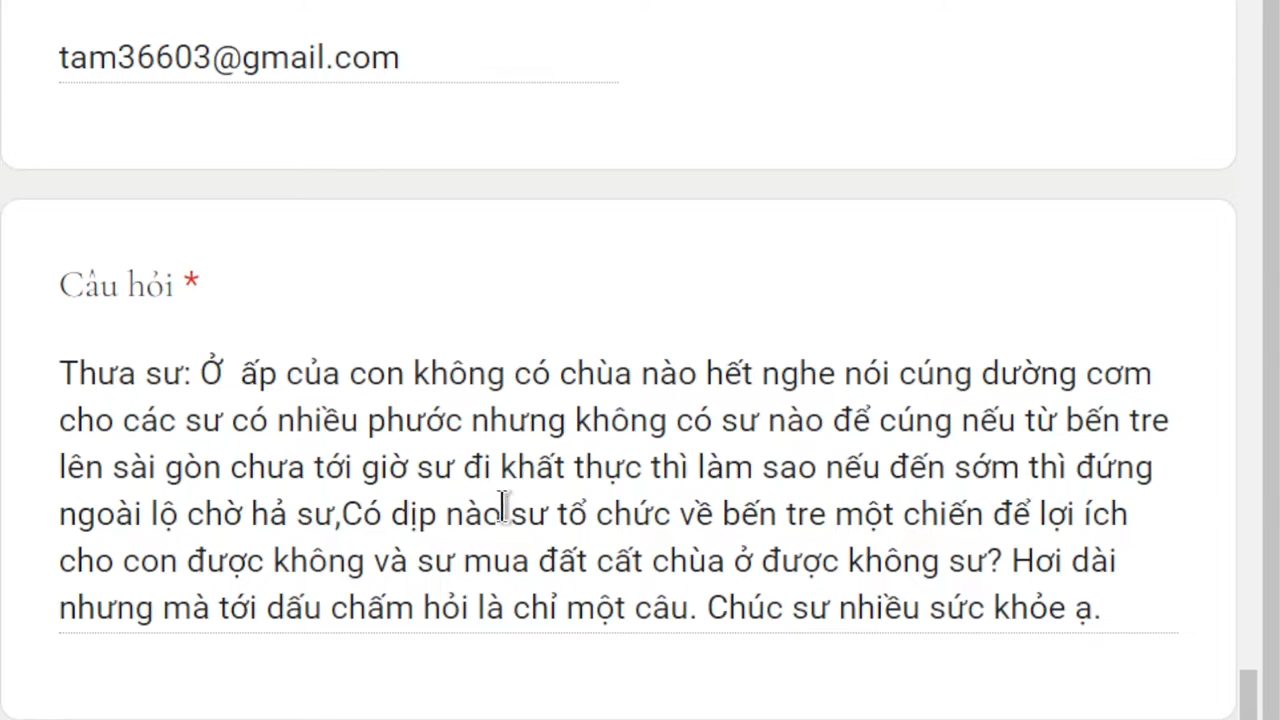 tam36603@gmail.com
Câu hỏi *
Thưa sư: Ở  ấp của con không có chùa nào hết nghe nói cúng dường cơm
cho các sư có nhiều phước nhưng không có sư nào để cúng nếu từ bến tre
lên sài gòn chưa tới giờ sư đi khất thực thì làm sao nếu đến sớm thì đứng
ngoài lộ chờ hả sư,Có dịp nào sư tổ chức về bến tre một chiến để lợi ích
cho con được không và sư mua đất cất chùa ở được không sư? Hơi dài
nhưng mà tới dấu chấm hỏi là chỉ một câu. Chúc sư nhiều sức khỏe ạ.